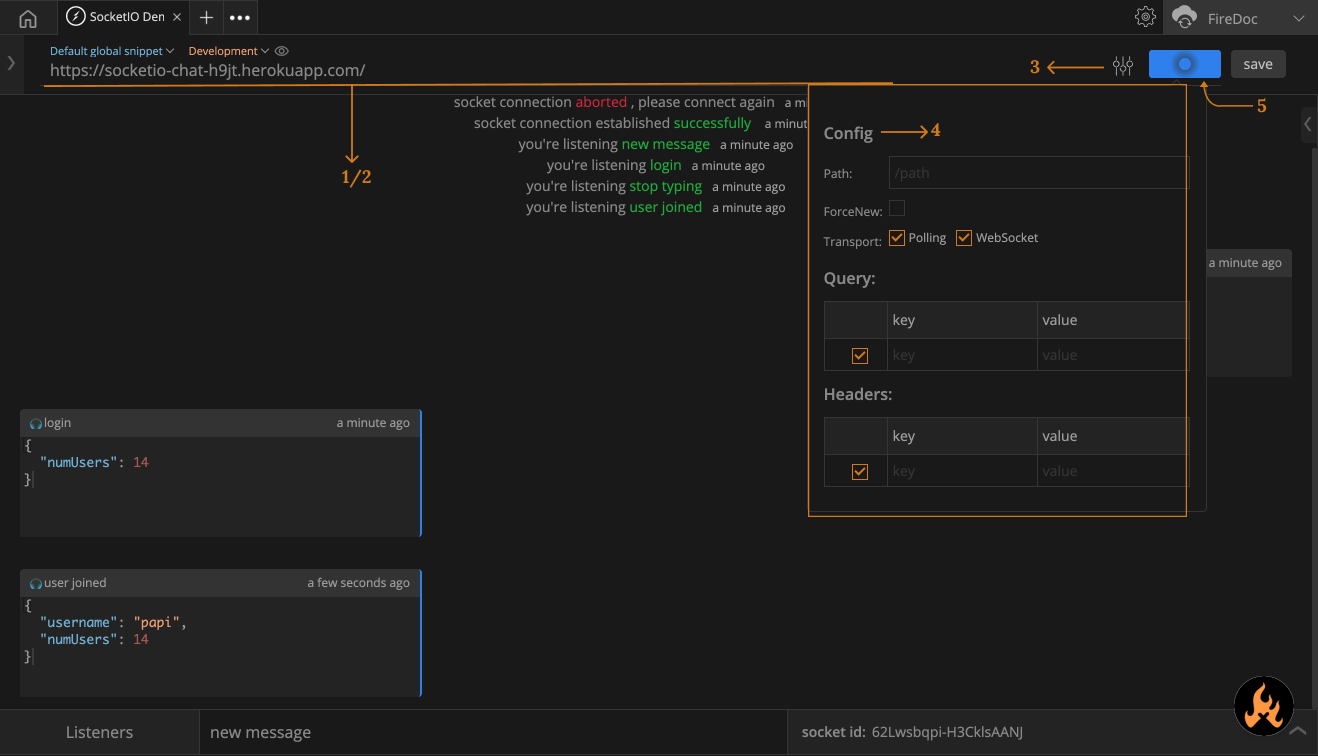 SocketIO Den
FireDoc
Default global snippet Development
https://socketio-chat-h9jt.herokuapp.com/
3
save
5
1/2
socket connection aborted , please connect again a m
socket connection established successfully a minut
you're listening new message a minute ago
you're listening login a minute ago
you're listening stop typing a minute ago
you're listening user joined a minute ago
Config 4
Path: /path
ForceNew:
Transport: Polling WebSocket
Query:
key value
key value
Headers:
key value
key value
a minute ago
login a minute ago
{
"numUsers": 14
}
user joined a few seconds ago
{
"username": "papi",
"numUsers": 14
}
Listeners new message socket id: 62Lwsbqpi-H3CklsAANJ